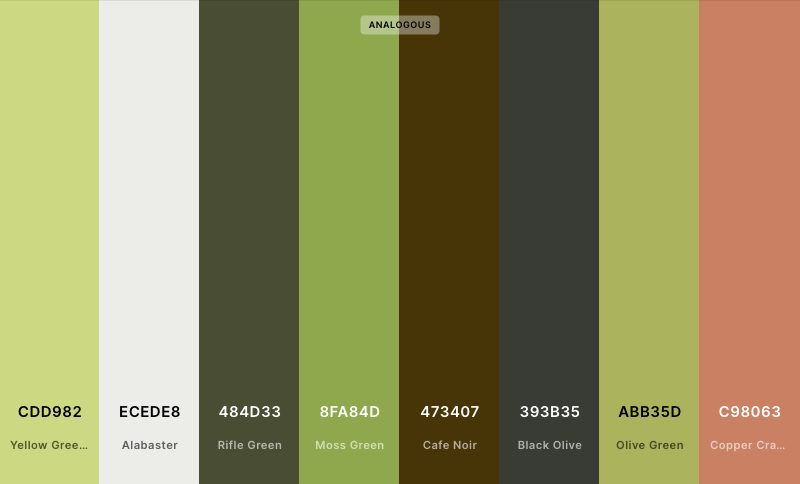 ANALOGOUS
CDD982 ECEDE8 484D33 8FA84D 473407 393B35 ABB35D C98063
Yellow Gree... Alabaster Rifle Green Moss Green Cafe Noir Black Olive Olive Green Copper Cra...